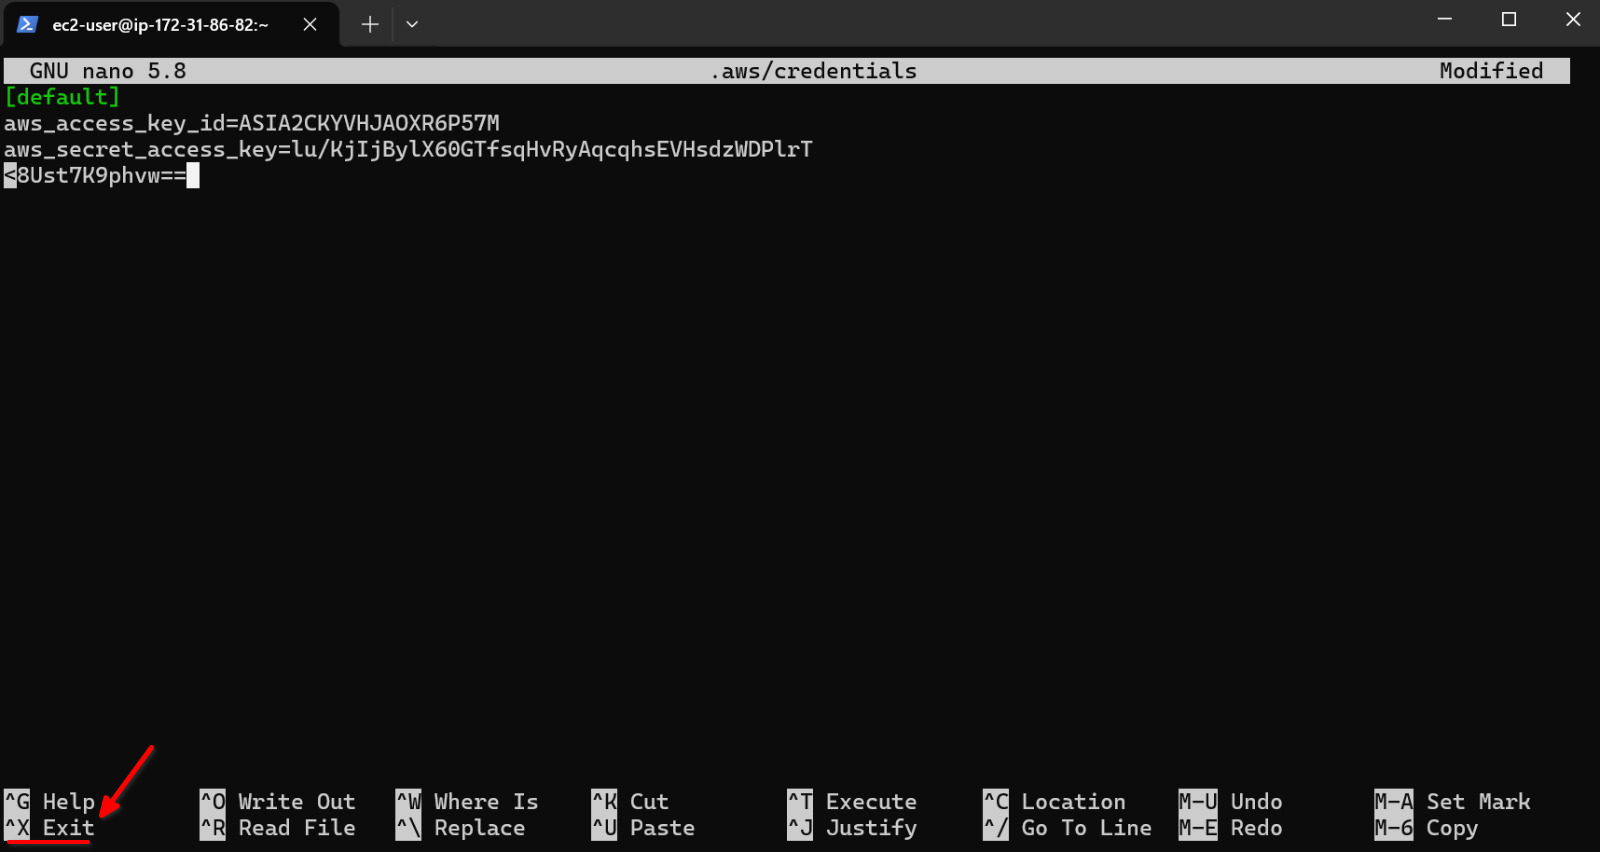 ec2-user@ip-172-31-86-82:~
GNU nano 5.8 .aws/credentials Modified
[default]
aws_access_key_id=ASIA2CKYVHJAOXR6P57M
aws_secret_access_key=lu/KjIjBylX60GTfsqHvRyAqcqhsEVHsdzWDPlrT
<8Ust7K9phvw==
^G Help ^O Write Out ^W Where Is ^K Cut ^T Execute ^C Location M-U Undo M-A Set Mark
^X Exit ^R Read File ^\ Replace ^U Paste ^J Justify ^/ Go To Line M-E Redo M-6 Copy